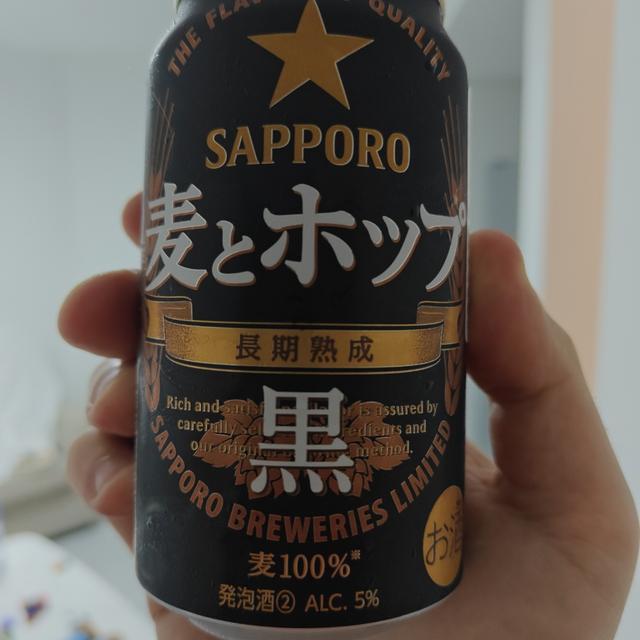 THE FLAV QUALITY
SAPPORO
麦とホップ
長期熟成
Rich and is assured by
carefully and
our method.
黒
SAPPORO BREWERIES LIMITED
麦100%※
発泡酒② ALC. 5%
お酒